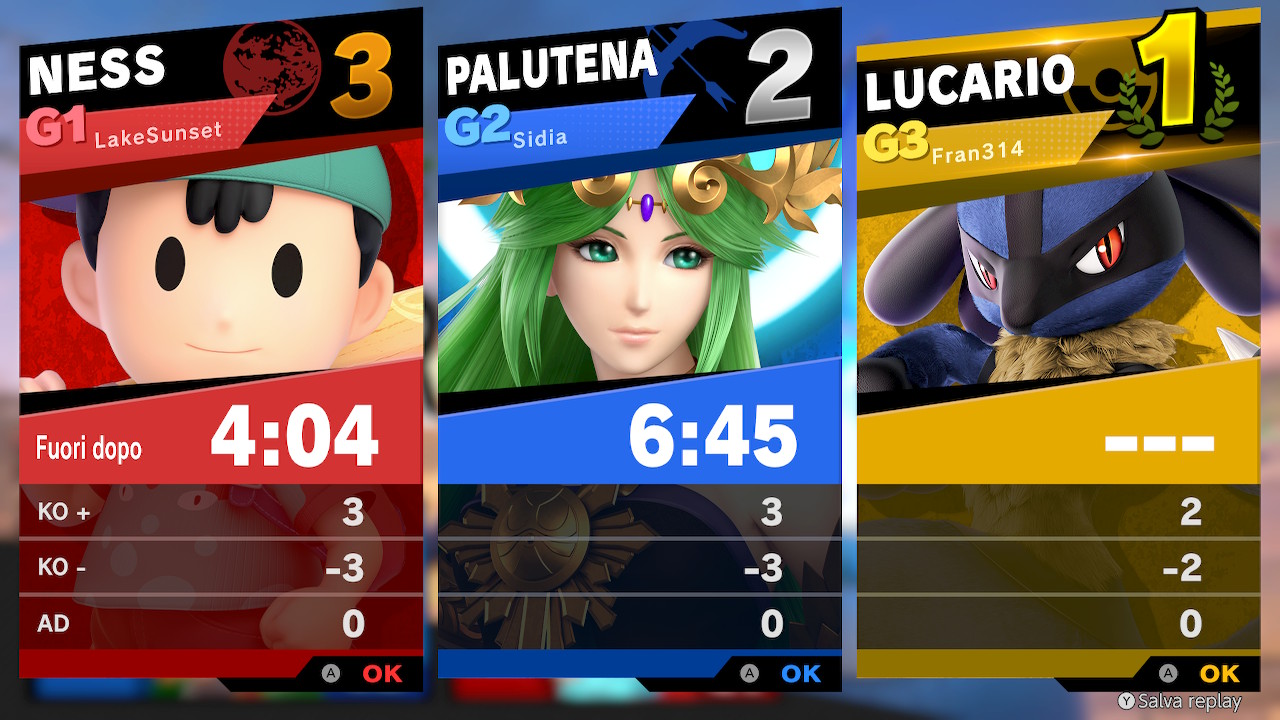 NESS 3
G1 LakeSunset
Fuori dopo 4:04
KO + 3
KO - -3
AD 0
A OK
PALUTENA 2
G2 Sidia
6:45
3
-3
0
A OK
LUCARIO 1
G3 Fran314
---
2
-2
0
A OK
Y Salva replay